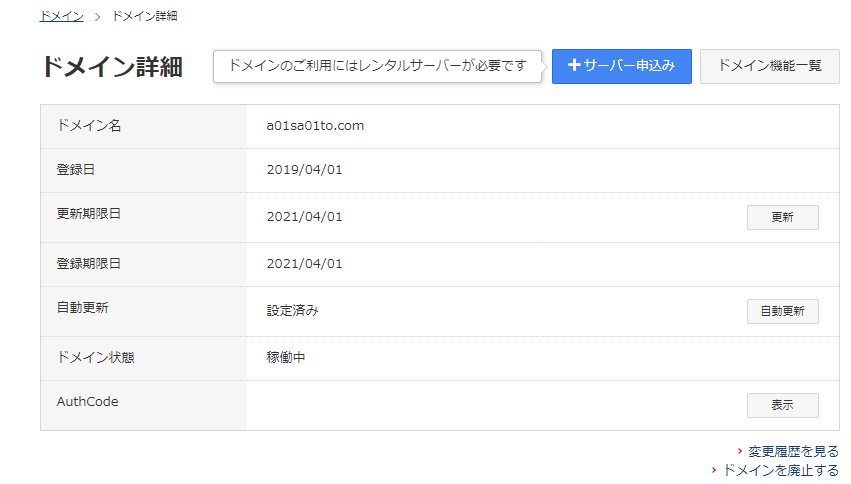 ドメイン > ドメイン詳細
ドメイン詳細
ドメインのご利用にはレンタルサーバーが必要です
+サーバー申込み
ドメイン機能一覧
ドメイン名 a01sa01to.com
登録日 2019/04/01
更新期限日 2021/04/01 更新
登録期限日 2021/04/01
自動更新 設定済み 自動更新
ドメイン状態 稼働中
AuthCode 表示
› 変更履歴を見る
› ドメインを廃止する